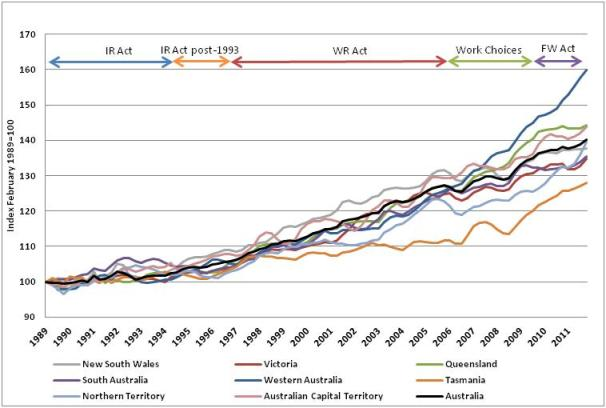 170
160
150
140
130
120
110
100
90
Index February 1989=100
IR Act
IR Act post-1993
WR Act
Work Choices
FW Act
1989
1990
1991
1992
1993
1994
1995
1996
1997
1998
1999
2000
2001
2002
2003
2004
2005
2006
2007
2008
2009
2010
2011
New South Wales
Victoria
Queensland
South Australia
Western Australia
Tasmania
Northern Territory
Australian Capital Territory
Australia